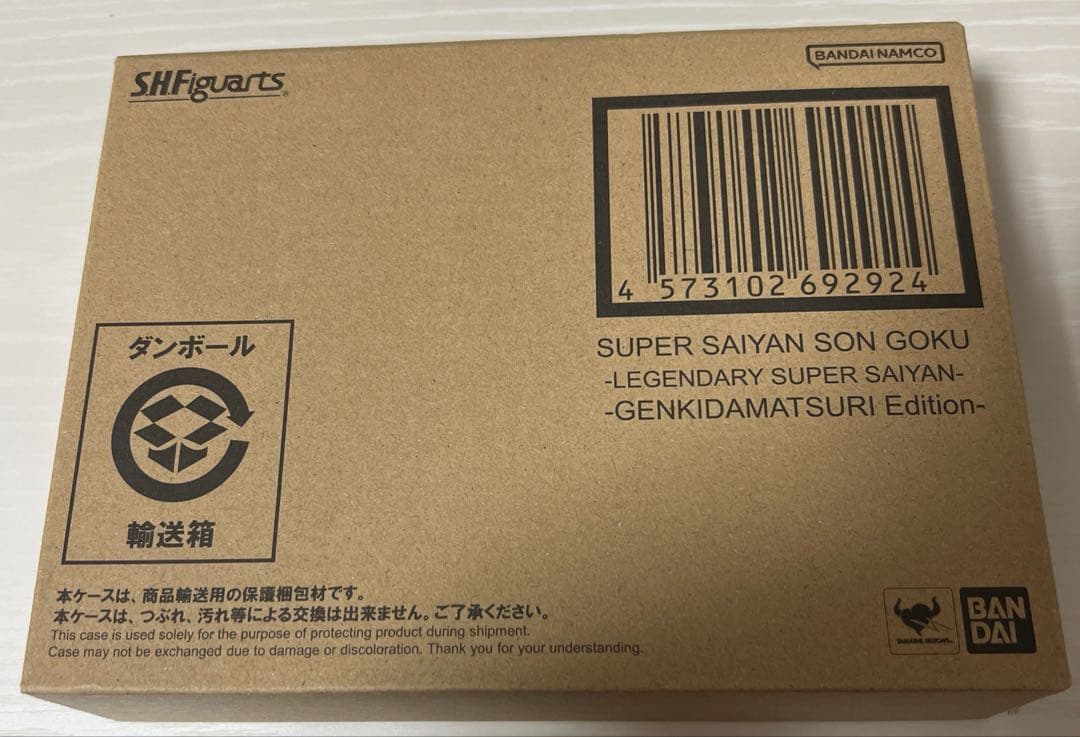 S.H.Figuarts
BANDAI NAMCO
4 573102 692924
SUPER SAIYAN SON GOKU
-LEGENDARY SUPER SAIYAN-
-GENKIDAMATSURI Edition-
ダンボール
輸送箱
本ケースは、商品輸送用の保護梱包材です。
本ケースは、つぶれ、汚れ等による交換は出来ません。ご了承ください。
This case is used solely for the purpose of protecting product during shipment.
Case may not be exchanged due to damage or discoloration. Thank you for your understanding.
TAMASHII NATIONS
BAN
DAI